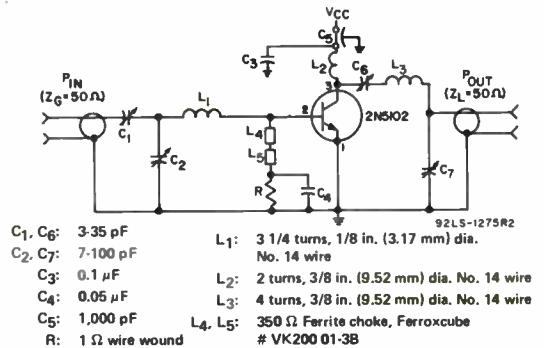 VCC
C5
C3
L2
C6
L3
PIN
(ZG=50Ω)
POUT
(ZL=50Ω)
L1
3
2
2N5102
C1
L4
C2
L5
1
C7
R
C4
92LS-1275R2
C1, C6: 3-35 pF
C2, C7: 7-100 pF
C3: 0.1 μF
C4: 0.05 μF
C5: 1,000 pF
R: 1 Ω wire wound
L1: 3 1/4 turns, 1/8 in. (3.17 mm) dia.
No. 14 wire
L2: 2 turns, 3/8 in. (9.52 mm) dia. No. 14 wire
L3: 4 turns, 3/8 in. (9.52 mm) dia. No. 14 wire
L4, L5: 350 Ω Ferrite choke, Ferroxcube
# VK200 01-3B